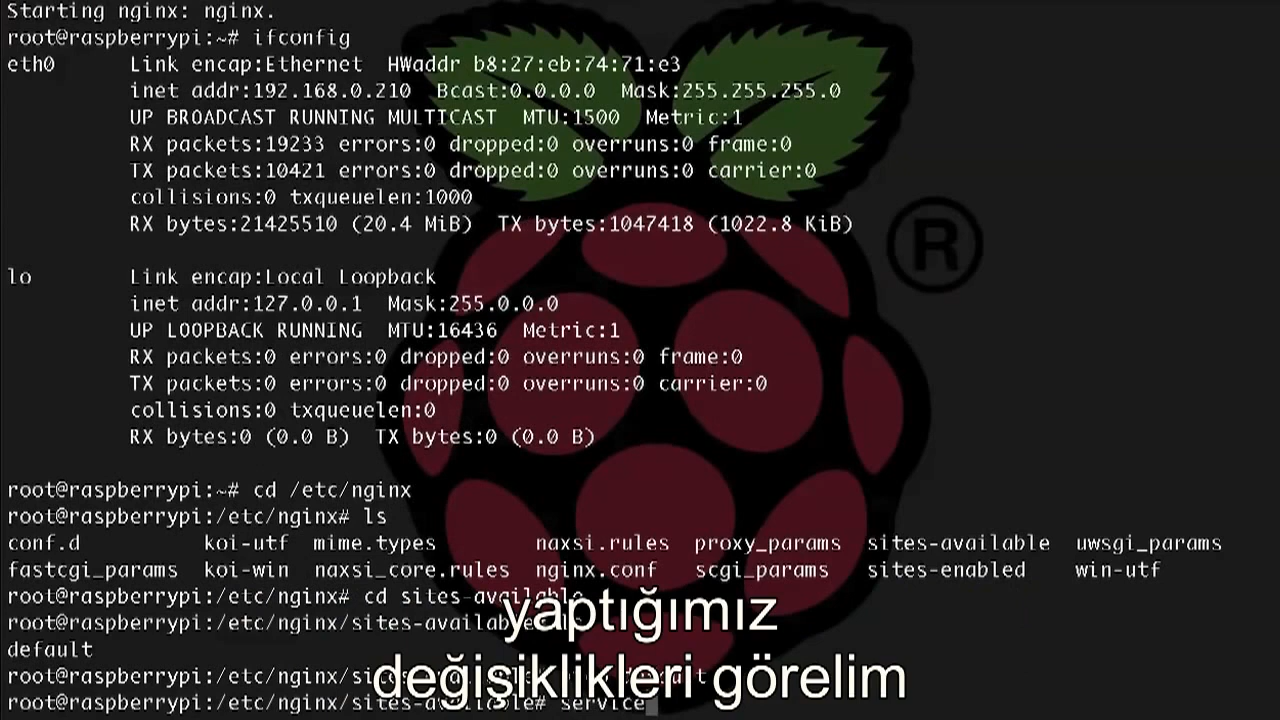 Starting nginx: nginx.
root@raspberrypi:~# ifconfig
eth0 Link encap:Ethernet HWaddr b8:27:eb:74:71:e3
inet addr:192.168.0.210 Bcast:0.0.0.0 Mask:255.255.255.0
UP BROADCAST RUNNING MULTICAST MTU:1500 Metric:1
RX packets:19233 errors:0 dropped:0 overruns:0 frame:0
TX packets:10421 errors:0 dropped:0 overruns:0 carrier:0
collisions:0 txqueuelen:1000
RX bytes:21425510 (20.4 MiB) TX bytes:1047418 (1022.8 KiB)
lo Link encap:Local Loopback
inet addr:127.0.0.1 Mask:255.0.0.0
UP LOOPBACK RUNNING MTU:16436 Metric:1
RX packets:0 errors:0 dropped:0 overruns:0 frame:0
TX packets:0 errors:0 dropped:0 overruns:0 carrier:0
collisions:0 txqueuelen:0
RX bytes:0 (0.0 B) TX bytes:0 (0.0 B)
root@raspberrypi:~# cd /etc/nginx
root@raspberrypi:/etc/nginx# ls
conf.d koi-utf mime.types naxsi.rules proxy_params sites-available uwsgi_params
fastcgi_params koi-win naxsi_core.rules nginx.conf scgi_params sites-enabled win-utf
root@raspberrypi:/etc/nginx# cd sites-available
root@raspberrypi:/etc/nginx/sites-available#
default
root@raspberrypi:/etc/nginx/sites-available# service
yaptığımız
değişiklikleri görelim
®